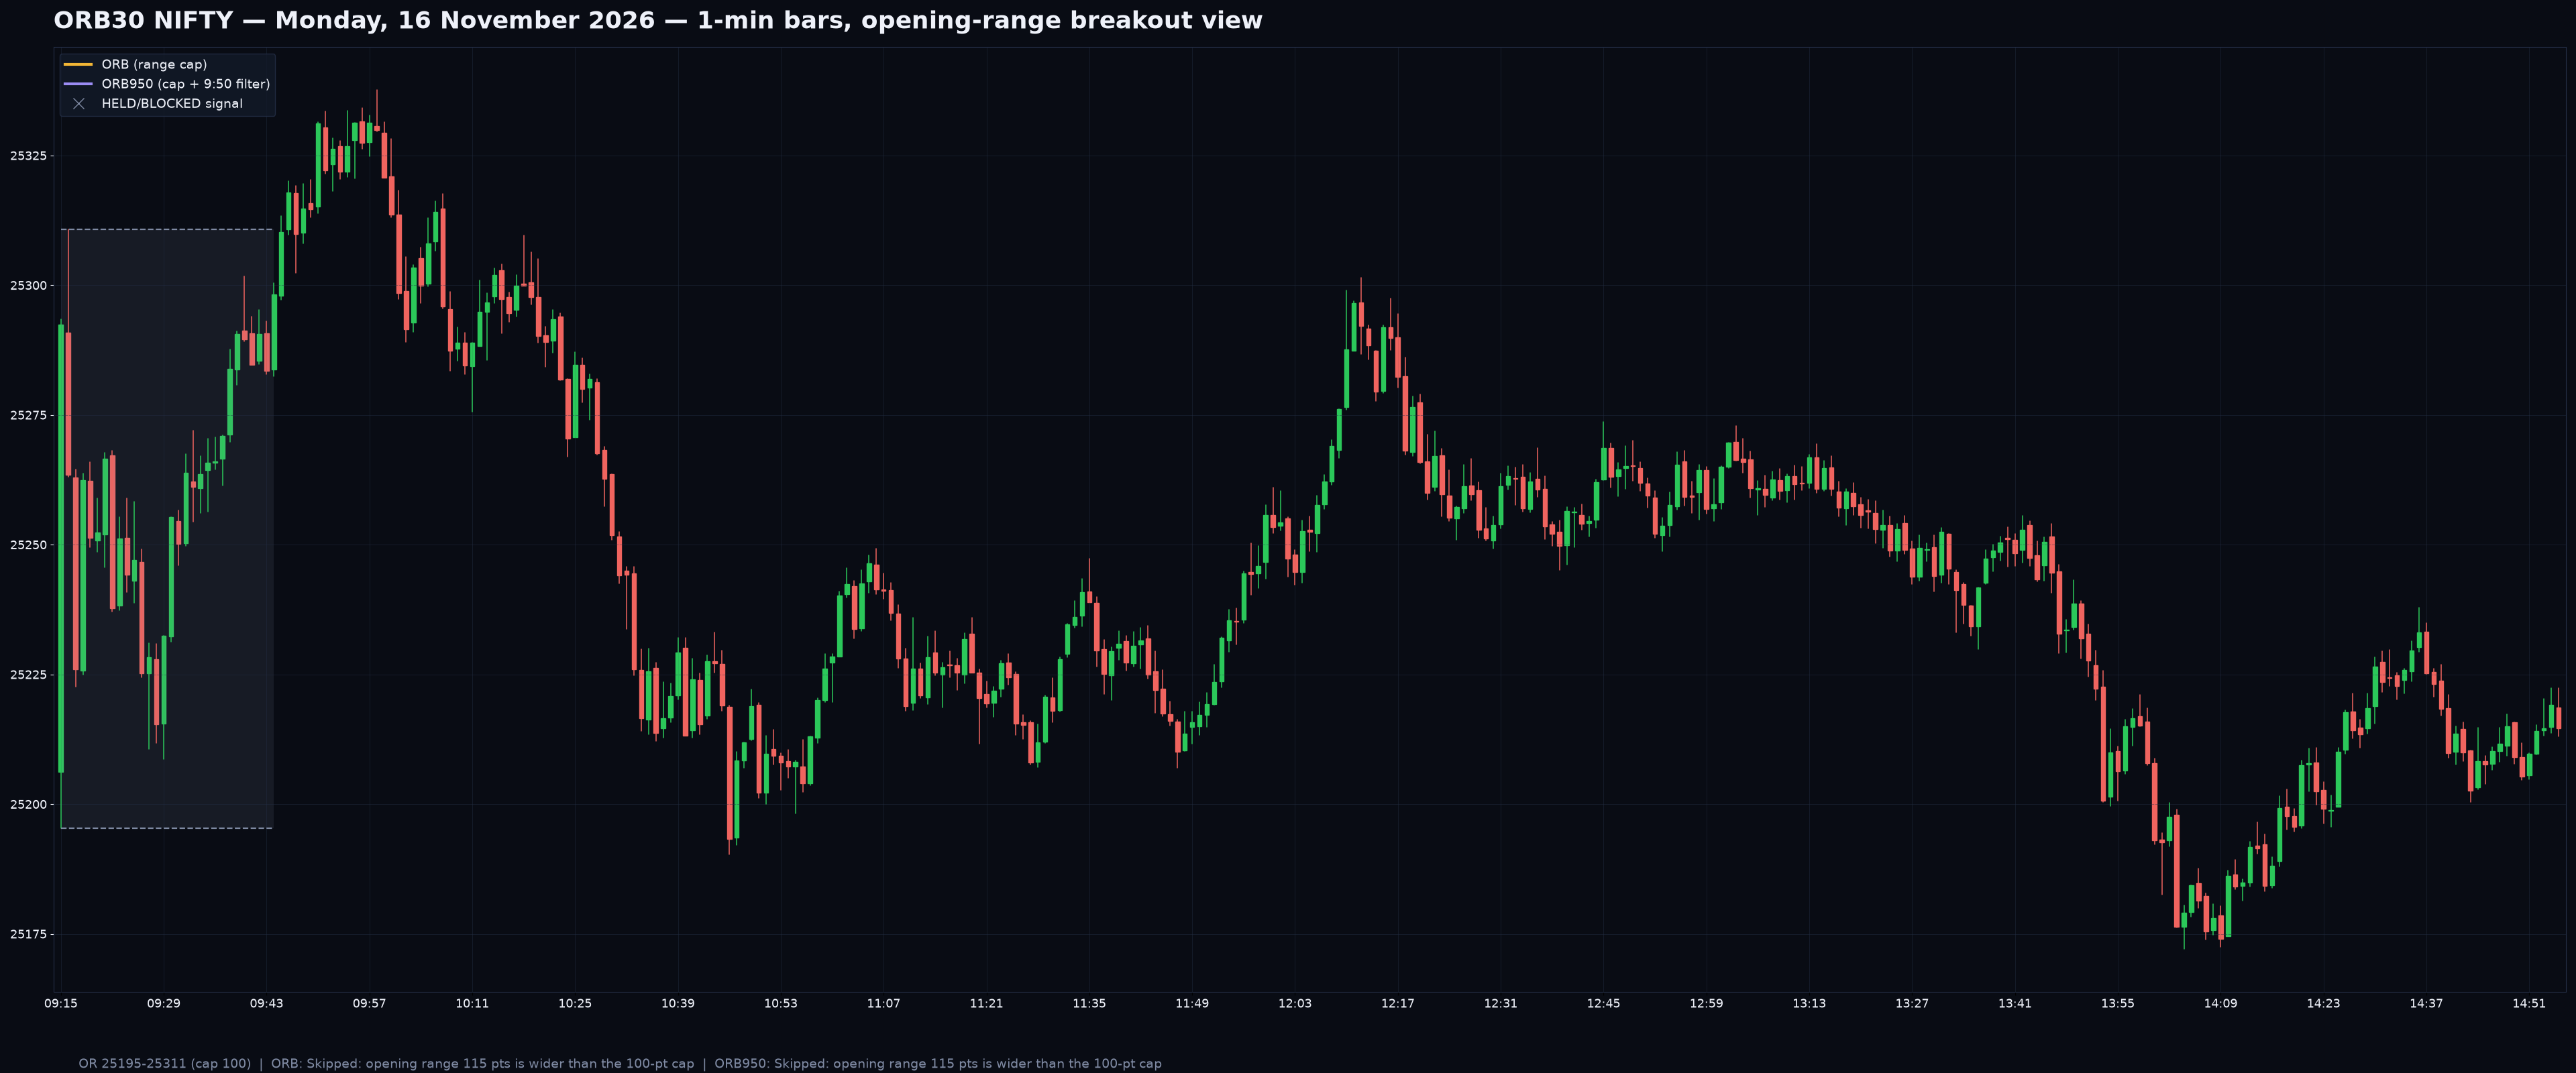 ORB30 NIFTY — Monday, 16 November 2026 — 1-min bars, opening-range breakout view
ORB (range cap)
ORB950 (cap + 9:50 filter)
HELD/BLOCKED signal
25325
25300
25275
25250
25225
25200
25175
09:15 09:29 09:43 09:57 10:11 10:25 10:39 10:53 11:07 11:21 11:35 11:49 12:03 12:17 12:31 12:45 12:59 13:13 13:27 13:41 13:55 14:09 14:23 14:37 14:51
OR 25195-25311 (cap 100) | ORB: Skipped: opening range 115 pts is wider than the 100-pt cap | ORB950: Skipped: opening range 115 pts is wider than the 100-pt cap